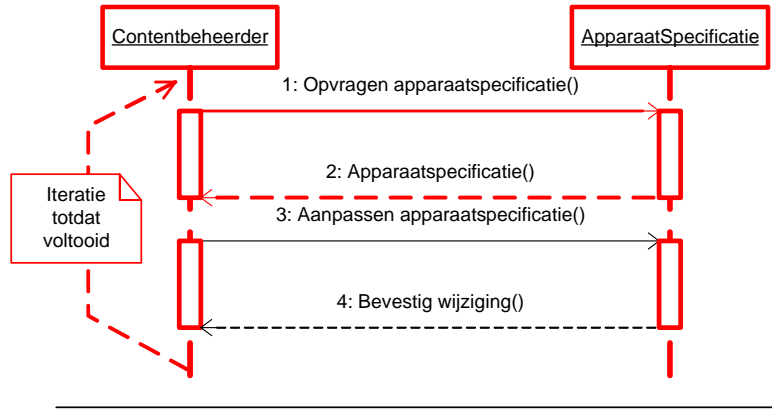 Contentbeheerder
ApparaatSpecificatie
1: Opvragen apparaatspecificatie()
2: Apparaatspecificatie()
Iteratie
totdat
voltooid
3: Aanpassen apparaatspecificatie()
4: Bevestig wijziging()